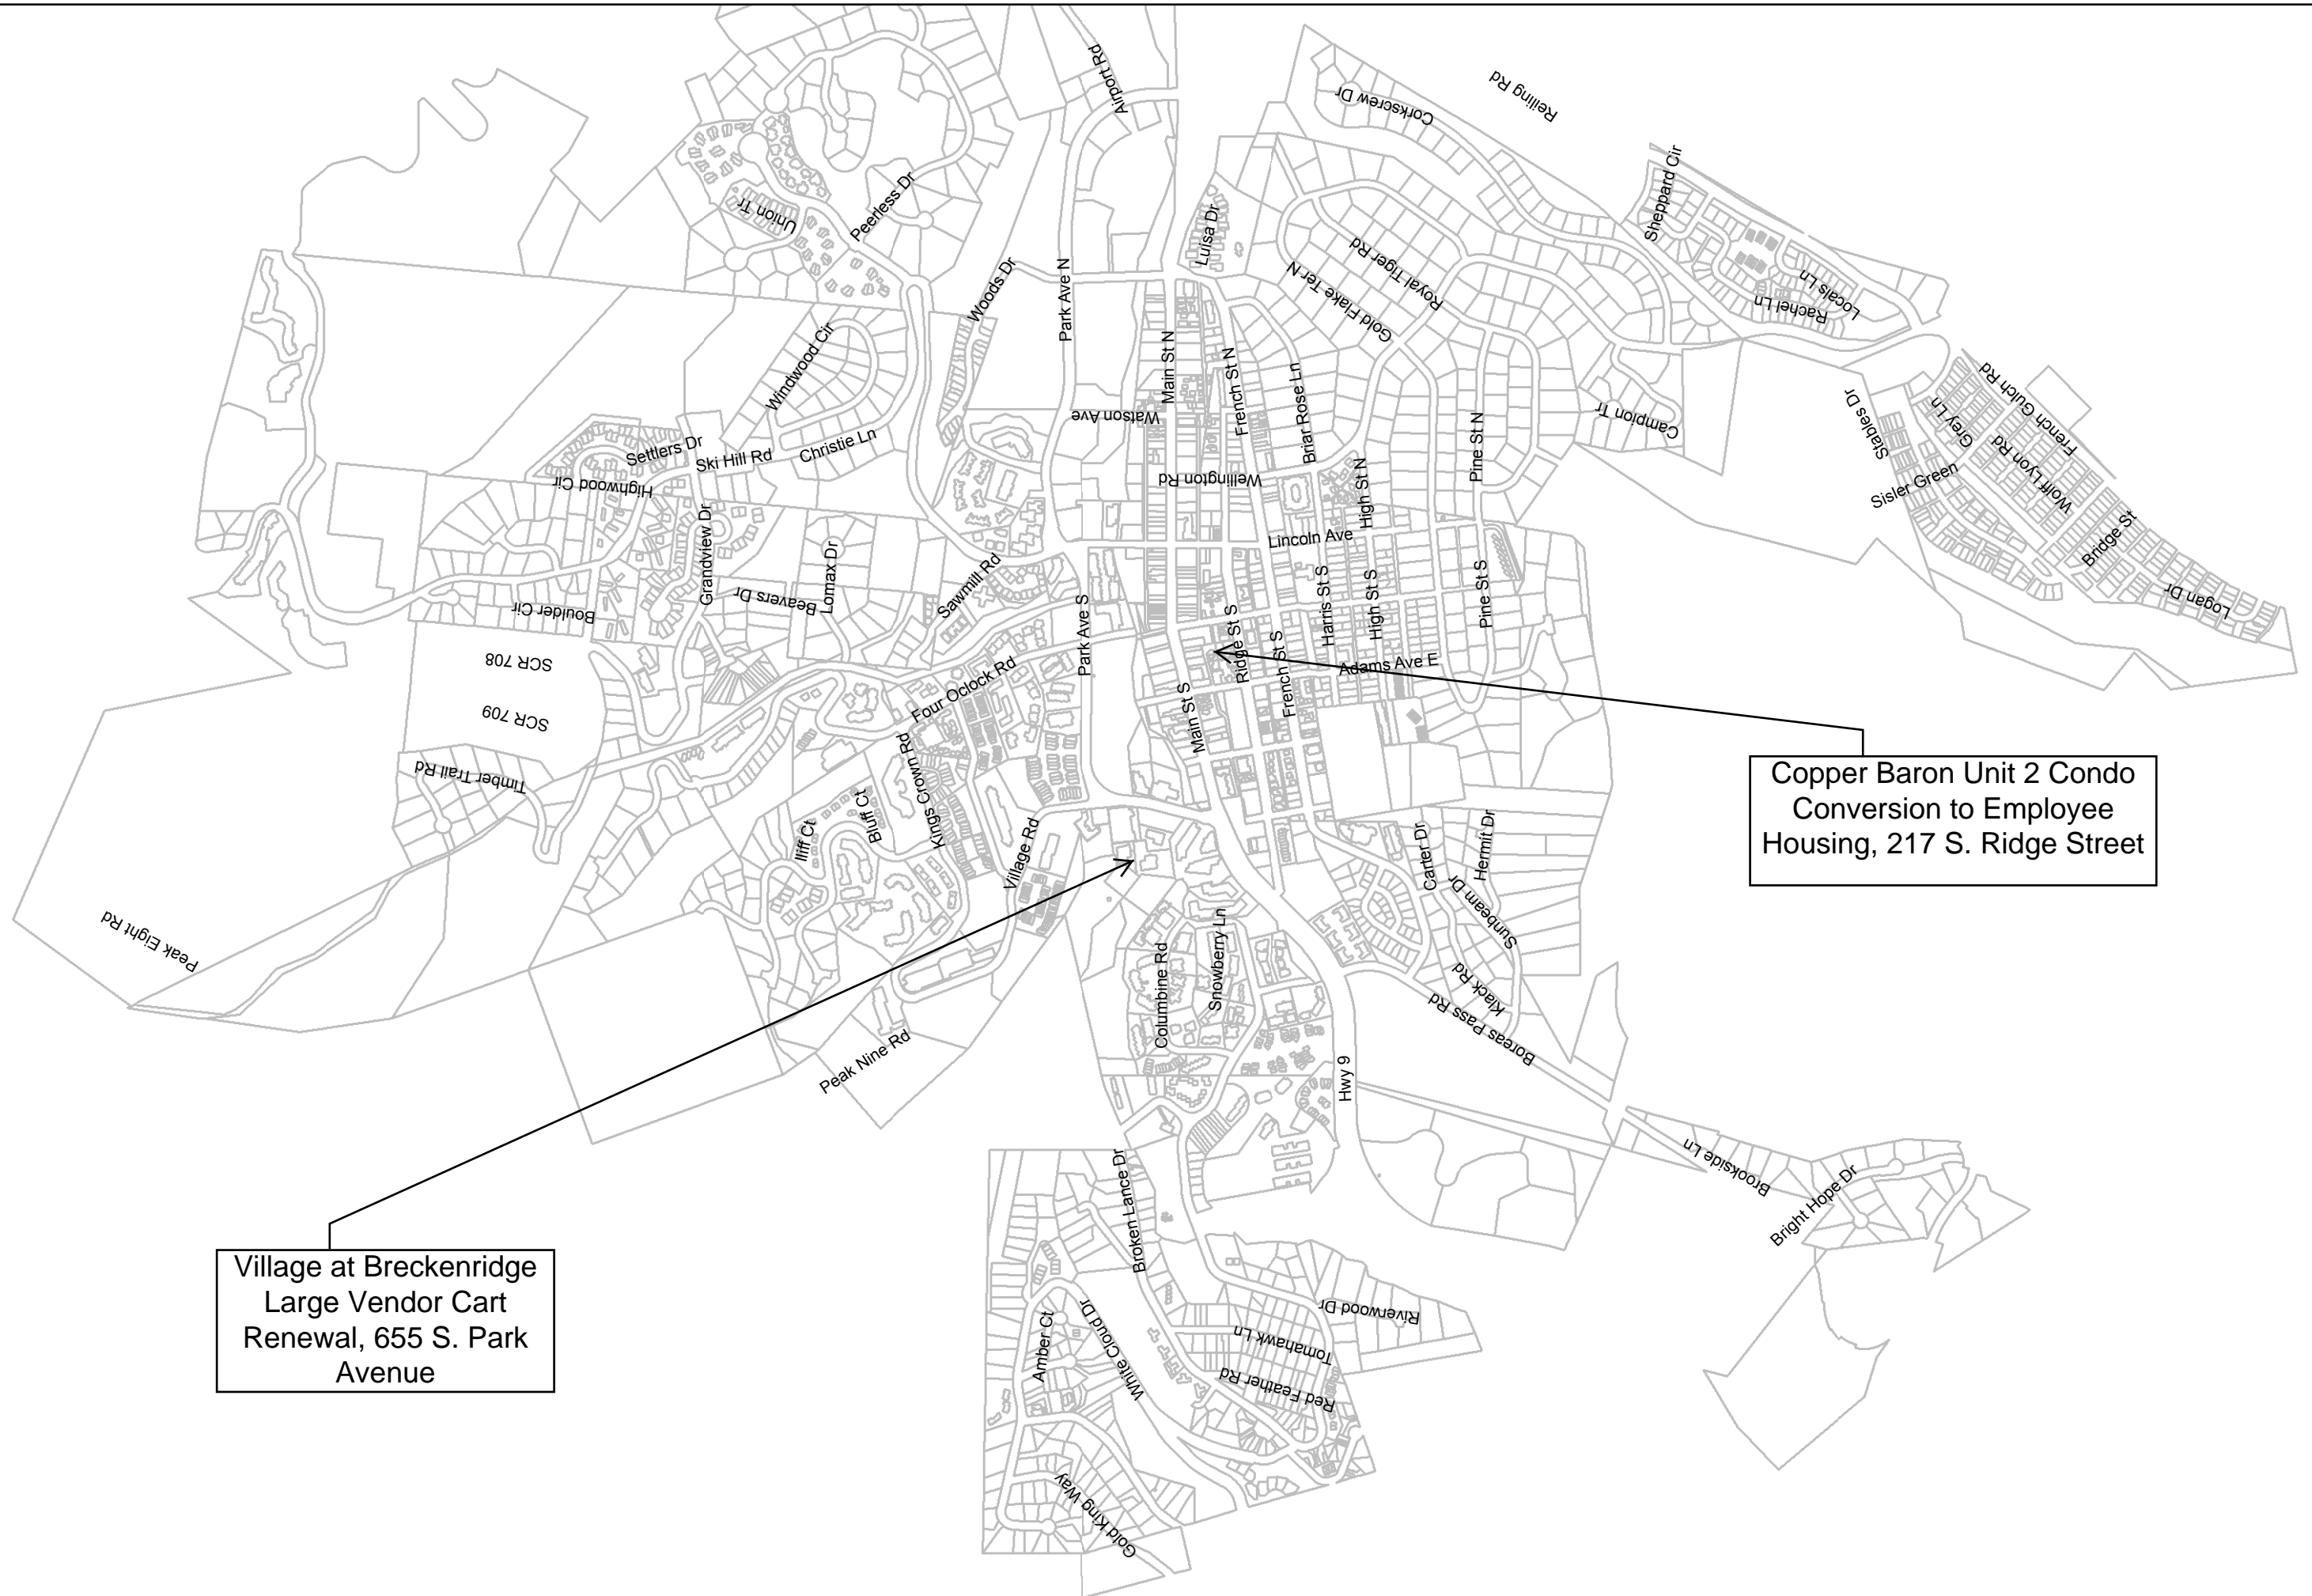 Airport Rd
Reiling Rd
Corkscrew Dr
Sheppard Cir
Peerless Dr
Union Tr
Luisa Dr
Woods Dr
Park Ave N
Royal Tiger Rd
Gold Flake Ter N
Locals Ln
Rachel Ln
Windwood Cir
Main St N
French St N
Briar Rose Ln
Watson Ave
Campion Tr
French Gulch Rd
Stables Dr
Grey Ln
Wolff Lyon Rd
Settlers Dr
Ski Hill Rd
Christie Ln
Highwood Cir
Wellington Rd
High St N
Pine St N
Sisler Green
Grandview Dr
Lincoln Ave
Bridge St
Lomax Dr
Sawmill Rd
Beavers Dr
Boulder Cir
Harris St S
High St S
Pine St S
Logan Dr
Park Ave S
Ridge St S
French St S
Adams Ave E
SCR 708
SCR 709
Four Oclock Rd
Main St S
Timber Trail Rd
Kings Crown Rd
Bluff Ct
Iliff Ct
Village Rd
Copper Baron Unit 2 Condo
Conversion to Employee
Housing, 217 S. Ridge Street
Carter Dr
Hermit Dr
Sunbeam Dr
Peak Eight Rd
Columbine Rd
Snowberry Ln
Klack Rd
Boreas Pass Rd
Peak Nine Rd
Hwy 9
Brookside Ln
Bright Hope Dr
Broken Lance Dr
Village at Breckenridge
Large Vendor Cart
Renewal, 655 S. Park
Avenue
Riverwood Dr
Amber Ct
White Cloud Dr
Tomahawk Ln
Red Feather Rd
Gold King Way